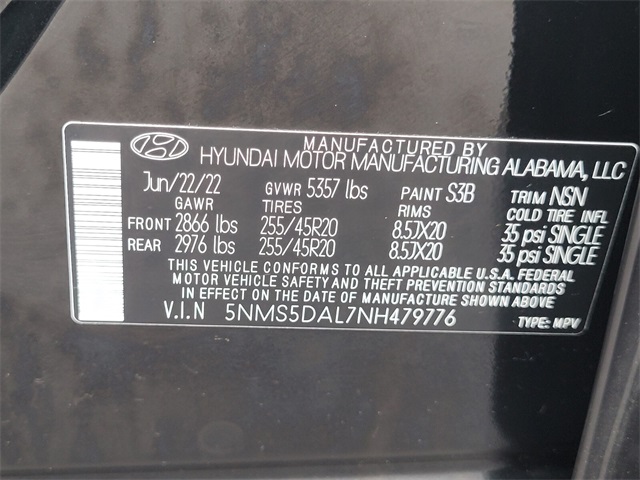 MANUFACTURED BY
HYUNDAI MOTOR MANUFACTURING ALABAMA, LLC
Jun/22/22 GVWR 5357 lbs PAINT S3B TRIM NSN
GAWR TIRES RIMS COLD TIRE INFL
FRONT 2866 lbs 255/45R20 8.5JX20 35 psi SINGLE
REAR 2976 lbs 255/45R20 8.5JX20 35 psi SINGLE
THIS VEHICLE CONFORMS TO ALL APPLICABLE U.S.A. FEDERAL
MOTOR VEHICLE SAFETY AND THEFT PREVENTION STANDARDS
IN EFFECT ON THE DATE OF MANUFACTURE SHOWN ABOVE
V.I.N 5NMS5DAL7NH479776 TYPE: MPV